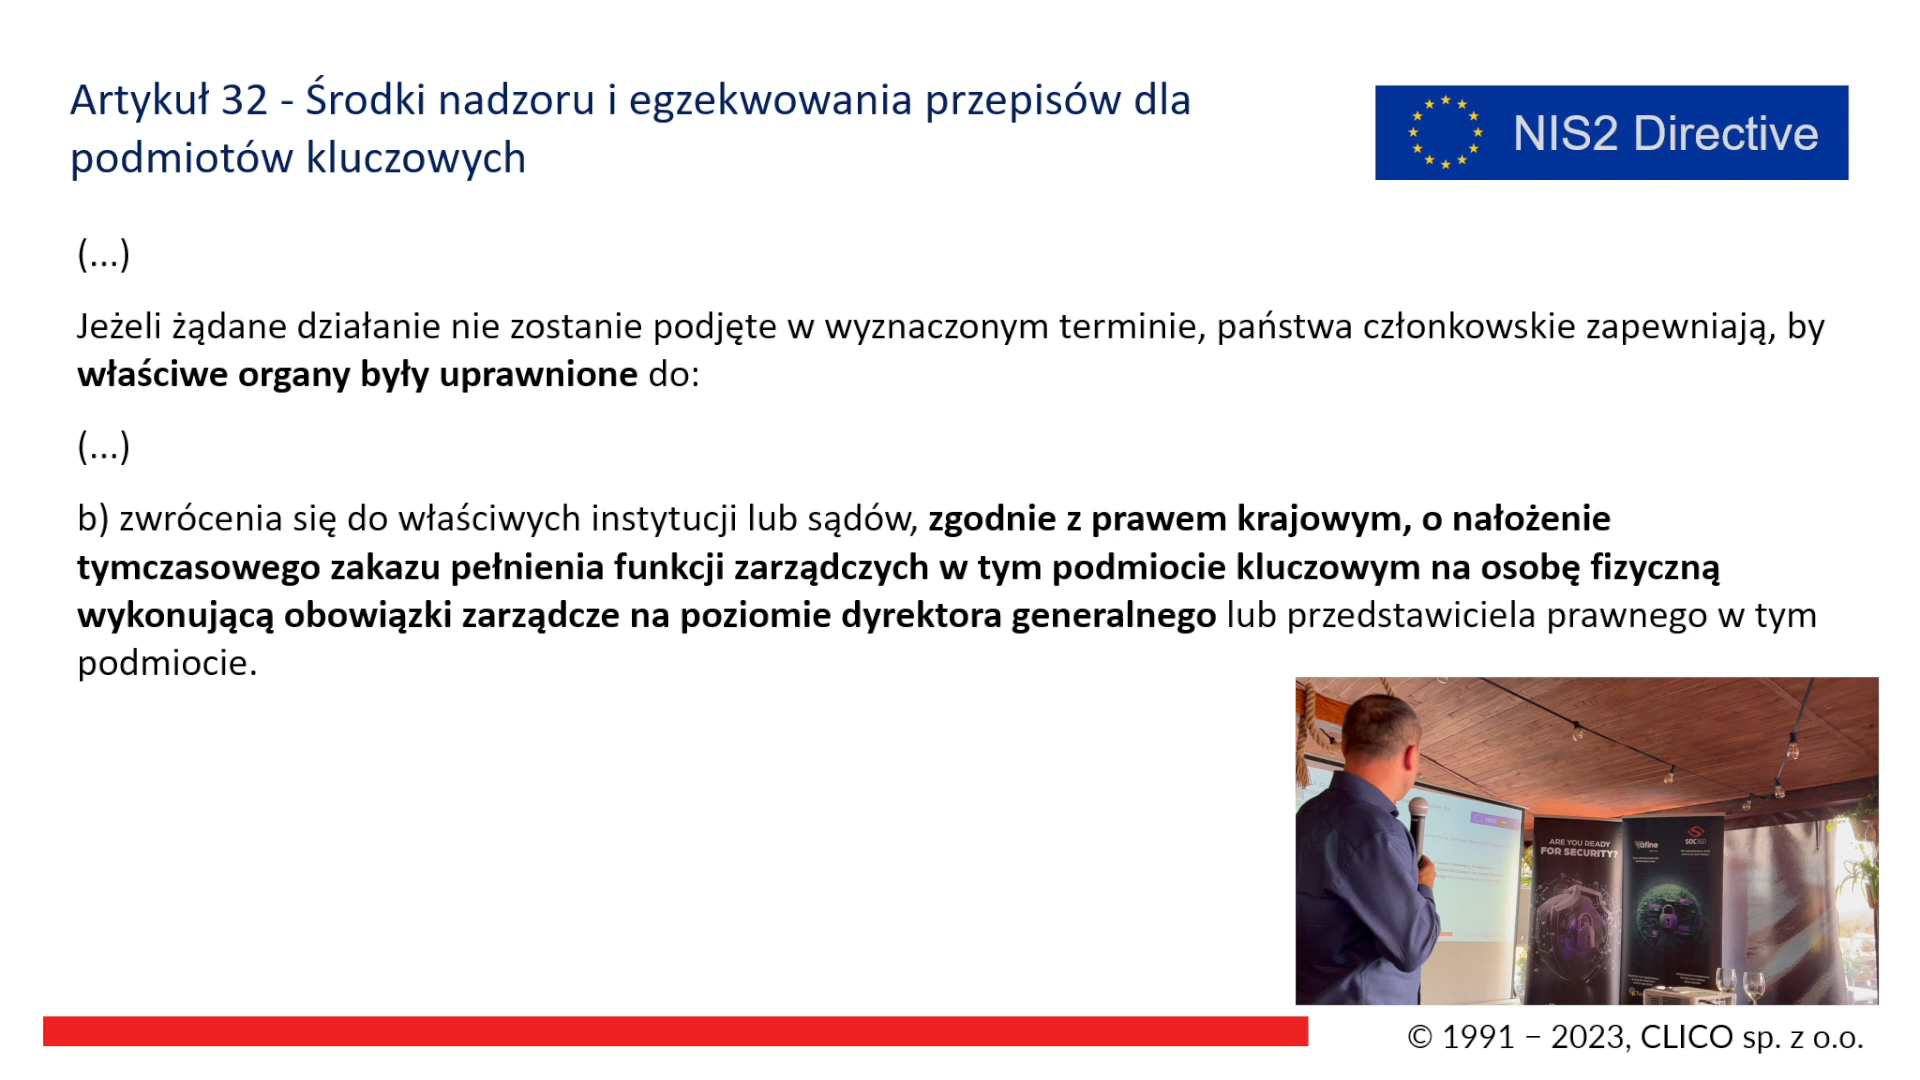 Artykuł 32 - Środki nadzoru i egzekwowania przepisów dla
podmiotów kluczowych
NIS2 Directive
(...)
Jeżeli żądane działanie nie zostanie podjęte w wyznaczonym terminie, państwa członkowskie zapewniają, by
właściwe organy były uprawnione do:
(...)
b) zwrócenia się do właściwych instytucji lub sądów, zgodnie z prawem krajowym, o nałożenie
tymczasowego zakazu pełnienia funkcji zarządczych w tym podmiocie kluczowym na osobę fizyczną
wykonującą obowiązki zarządcze na poziomie dyrektora generalnego lub przedstawiciela prawnego w tym
podmiocie.
ARE YOU READY
FOR SECURITY?
afine
SOC360
© 1991 – 2023, CLICO sp. z o.o.